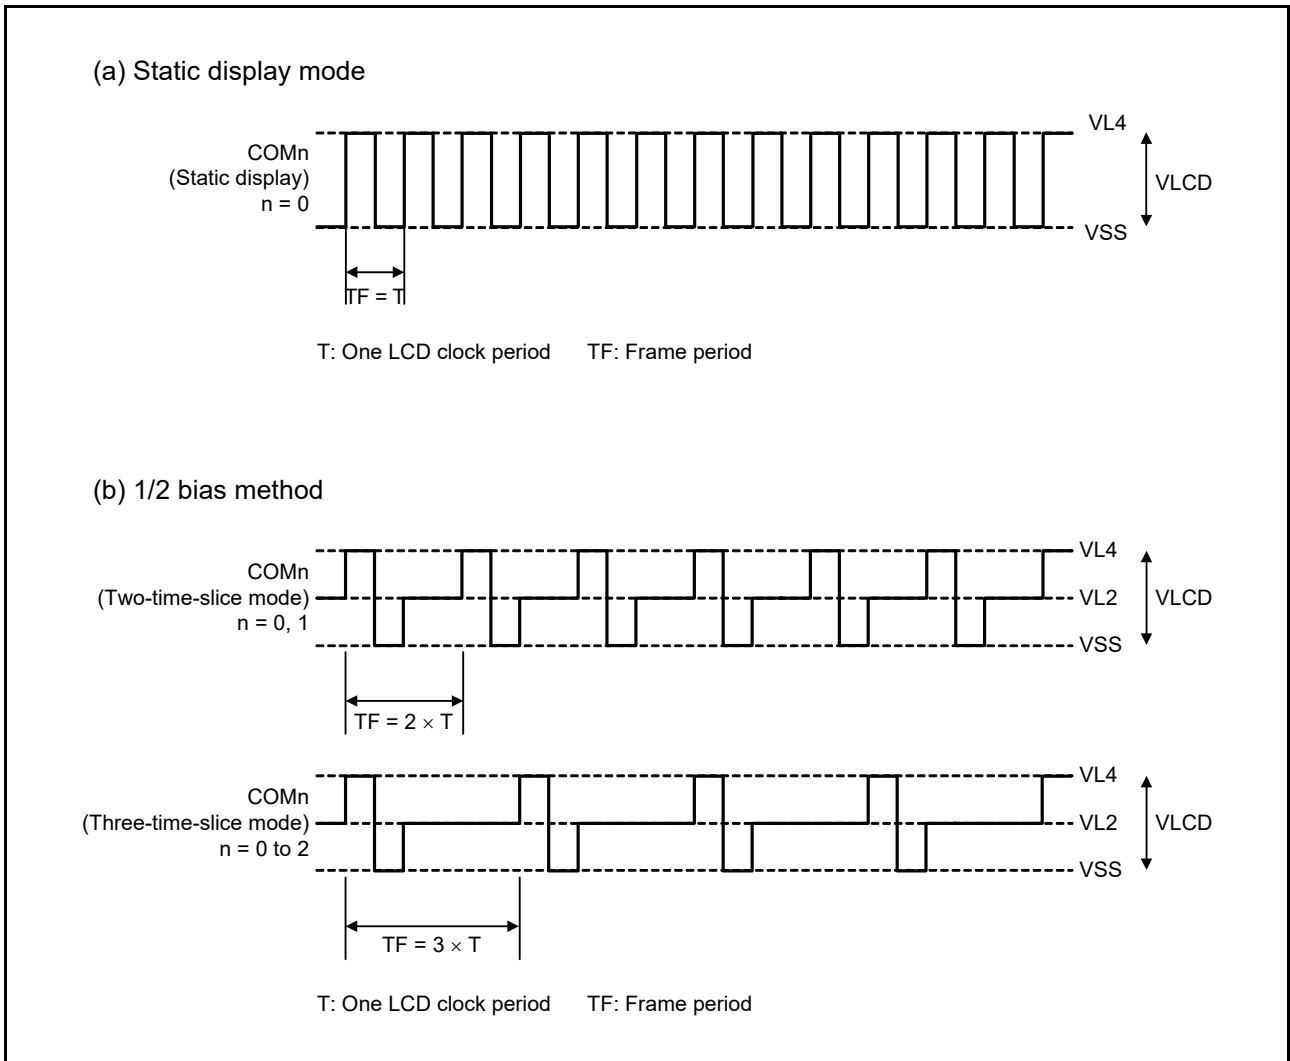 (a) Static display mode
COMn
(Static display)
n = 0
VL4
VLCD
VSS
TF = T
T: One LCD clock period TF: Frame period
(b) 1/2 bias method
COMn
(Two-time-slice mode)
n = 0, 1
VL4
VL2
VLCD
VSS
TF = 2 × T
COMn
(Three-time-slice mode)
n = 0 to 2
VL4
VL2
VLCD
VSS
TF = 3 × T
T: One LCD clock period TF: Frame period